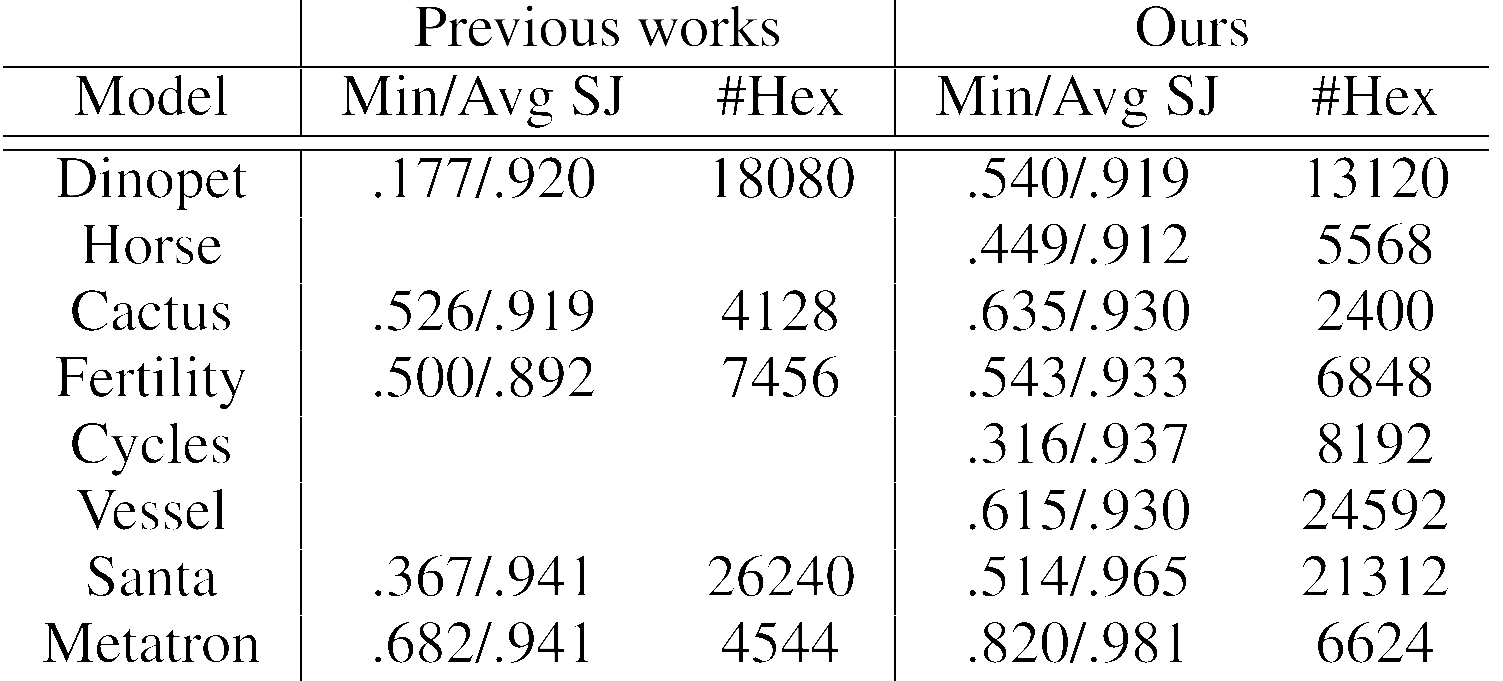 Previous works Ours
Model Min/Avg SJ #Hex Min/Avg SJ #Hex
Dinopet .177/.920 18080 .540/.919 13120
Horse .449/.912 5568
Cactus .526/.919 4128 .635/.930 2400
Fertility .500/.892 7456 .543/.933 6848
Cycles .316/.937 8192
Vessel .615/.930 24592
Santa .367/.941 26240 .514/.965 21312
Metatron .682/.941 4544 .820/.981 6624